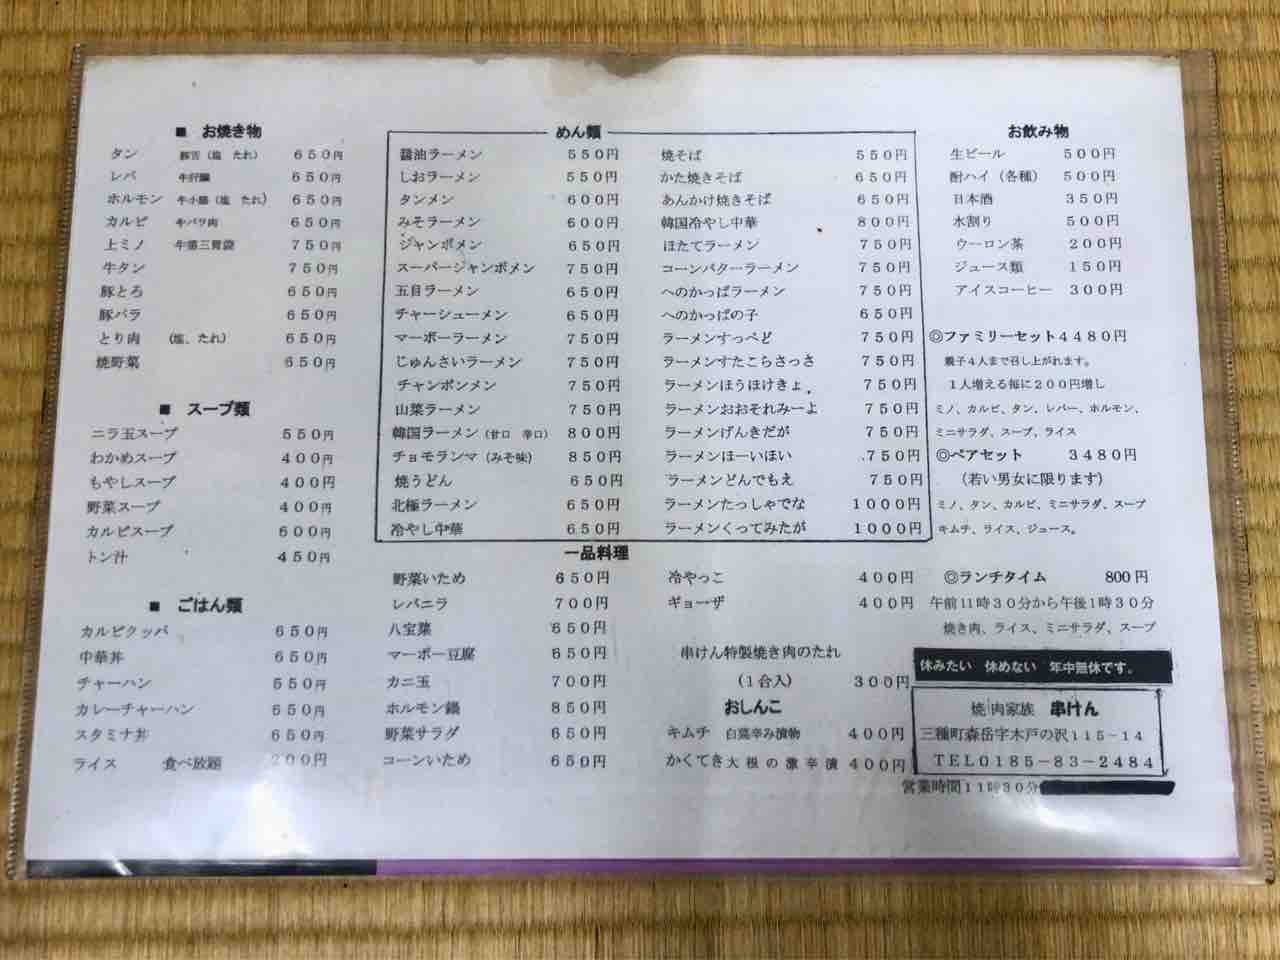 ■ お焼き物
タン 豚舌(塩 たれ) 650円
レバ 牛肝臓 650円
ホルモン 牛小腸(塩 たれ) 650円
カルビ 牛バラ肉 650円
上ミノ 牛第三胃袋 750円
牛タン 750円
豚とろ 650円
豚バラ 650円
とり肉 (塩、たれ) 650円
焼野菜 650円
■ スープ類
ニラ玉スープ 550円
わかめスープ 400円
もやしスープ 400円
野菜スープ 400円
カルビスープ 600円
トン汁 450円
■ ごはん類
カルビクッパ 650円
中華丼 650円
チャーハン 550円
カレーチャーハン 650円
スタミナ丼 650円
ライス 食べ放題 200円
めん類
醤油ラーメン 550円
しおラーメン 550円
タンメン 600円
みそラーメン 600円
ジャンボメン 650円
スーパージャンボメン 750円
五目ラーメン 650円
チャーシューメン 650円
マーボーラーメン 750円
じゅんさいラーメン 750円
チャンポンメン 750円
山菜ラーメン 750円
韓国ラーメン(甘口 辛口) 800円
チョモランマ(みそ味) 850円
焼うどん 650円
北極ラーメン 650円
冷やし中華 650円
焼そば 550円
かた焼きそば 650円
あんかけ焼きそば 650円
韓国冷やし中華 800円
ほたてラーメン 750円
コーンバターラーメン 750円
へのかっぱラーメン 750円
へのかっぱの子 650円
ラーメンすっぺど 750円
ラーメンすたこらさっさ 750円
ラーメンほうほけきょ 750円
ラーメンおおそれみーよ 750円
ラーメンげんきだが 750円
ラーメンほーいほい 750円
ラーメンどんでもえ 750円
ラーメンたっしゃでな 1000円
ラーメンくってみたが 1000円
一品料理
野菜いため 650円
レバニラ 700円
八宝菜 650円
マーボー豆腐 650円
カニ玉 700円
ホルモン鍋 850円
野菜サラダ 650円
コーンいため 650円
冷やっこ 400円
ギョーザ 400円
串けん特製焼き肉のたれ
(1合入) 300円
おしんこ
キムチ 白菜辛み漬物 400円
かくてき大根の激辛漬 400円
お飲み物
生ビール 500円
酎ハイ(各種) 500円
日本酒 350円
水割り 500円
ウーロン茶 200円
ジュース類 150円
アイスコーヒー 300円
◎ファミリーセット4480円
親子4人まで召し上がれます。
1人増える毎に200円増し
ミノ、カルビ、タン、レバー、ホルモン、
ミニサラダ、スープ、ライス
◎ペアセット 3480円
(若い男女に限ります)
ミノ、タン、カルビ、ミニサラダ、スープ
キムチ、ライス、ジュース。
◎ランチタイム 800円
午前11時30分から午後1時30分
焼き肉、ライス、ミニサラダ、スープ
休みたい 休めない 年中無休です。
焼肉家族 串けん
三種町森岳字木戸の沢115-14
TEL0185-83-2484
営業時間11時30分